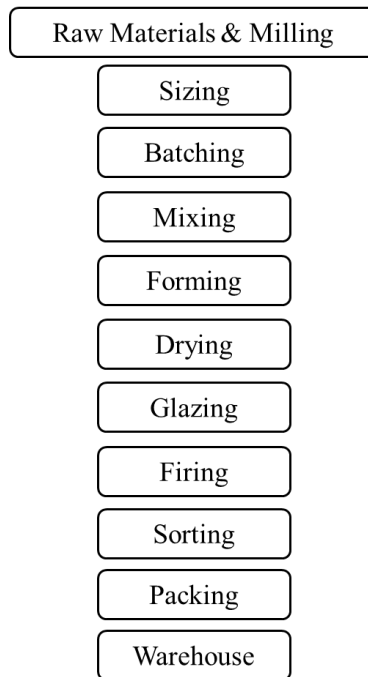 Raw Materials & Milling
Sizing
Batching
Mixing
Forming
Drying
Glazing
Firing
Sorting
Packing
Warehouse